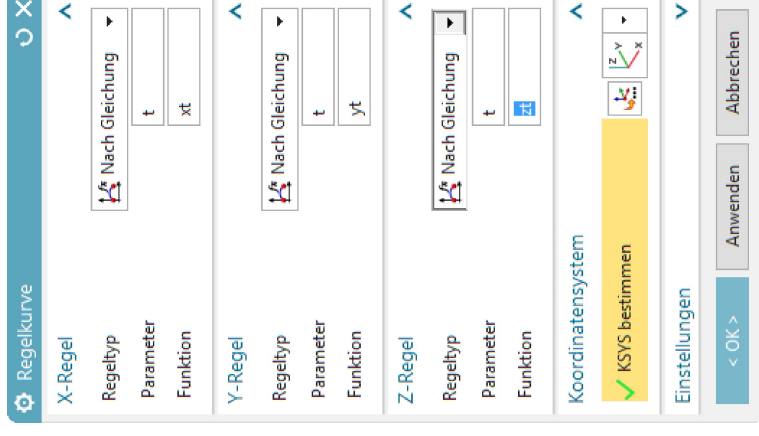 Regelkurve
X-Regel
Regeltyp Nach Gleichung
Parameter t
Funktion xt
Y-Regel
Regeltyp Nach Gleichung
Parameter t
Funktion yt
Z-Regel
Regeltyp Nach Gleichung
Parameter t
Funktion zt
Koordinatensystem
KSYS bestimmen
Einstellungen
< OK > Anwenden Abbrechen